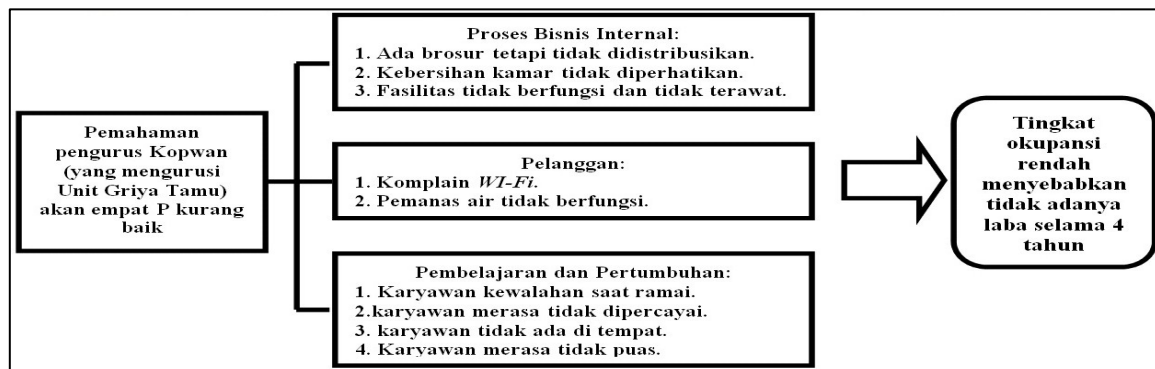 Pemahaman
pengurus Kopwan
(yang mengurusi
Unit Griya Tamu)
akan empat P kurang
baik
Proses Bisnis Internal:
1. Ada brosur tetapi tidak didistribusikan.
2. Kebersihan kamar tidak diperhatikan.
3. Fasilitas tidak berfungsi dan tidak terawat.
Pelanggan:
1. Komplain WI-Fi.
2. Pemanas air tidak berfungsi.
Pembelajaran dan Pertumbuhan:
1. Karyawan kewalahan saat ramai.
2.karyawan merasa tidak dipercayai.
3. karyawan tidak ada di tempat.
4. Karyawan merasa tidak puas.
Tingkat
okupansi
rendah
menyebabkan
tidak adanya
laba selama 4
tahun